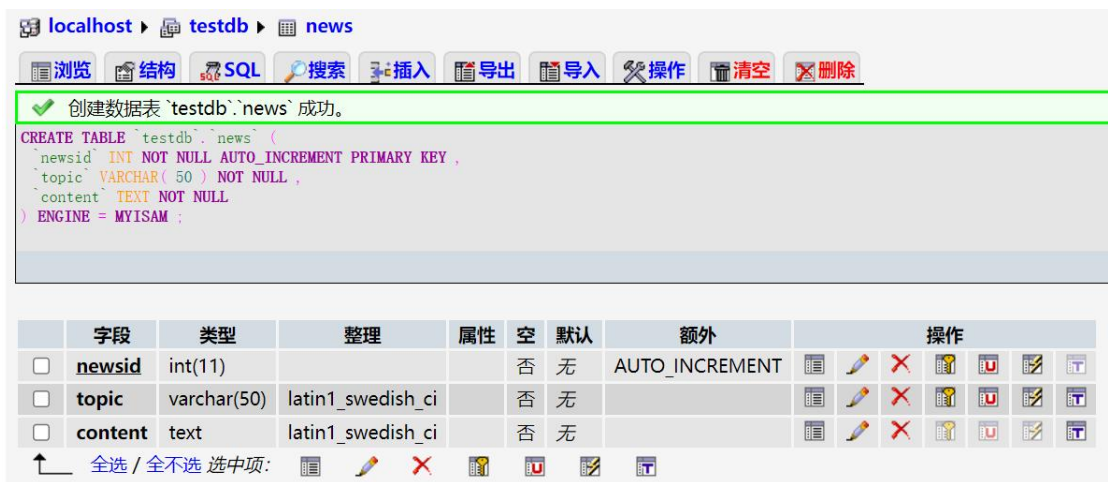 localhost ▸ testdb ▸ news
浏览 结构 SQL 搜索 插入 导出 导入 操作 清空 删除
创建数据表 `testdb`.`news` 成功。
CREATE TABLE `testdb`.`news` (
`newsid` INT NOT NULL AUTO_INCREMENT PRIMARY KEY ,
`topic` VARCHAR( 50 ) NOT NULL ,
`content` TEXT NOT NULL
) ENGINE = MYISAM ;
字段 类型 整理 属性 空 默认 额外 操作
newsid int(11) 否 无 AUTO_INCREMENT
topic varchar(50) latin1_swedish_ci 否 无
content text latin1_swedish_ci 否 无
全选 / 全不选 选中项: